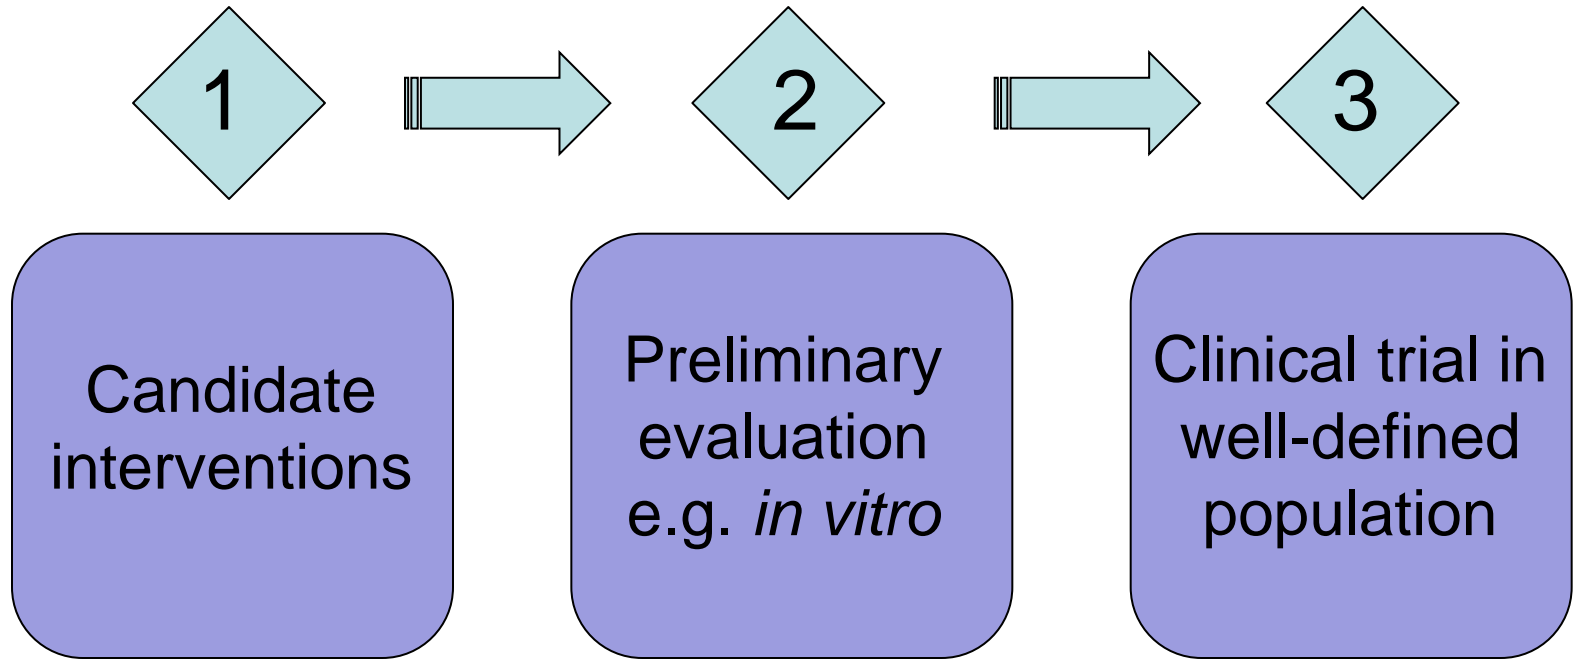 1
2
3
Candidate
interventions
Preliminary
evaluation
e.g. in vitro
Clinical trial in
well-defined
population